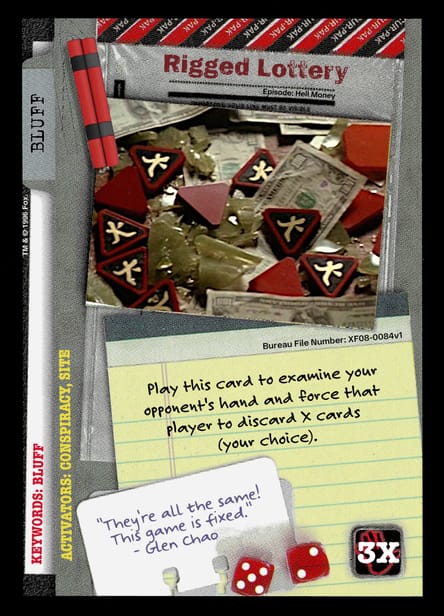 CUR-PAK
Rigged Lottery
Episode: Hell Money
BLUFF
TM & © 1996 Fox.
Bureau File Number: XF08-0084v1
Play this card to examine your
opponent's hand and force that
player to discard X cards
(your choice).
"They're all the same!
This game is fixed."
- Glen Chao
3X
KEYWORDS: BLUFF
ACTIVATORS: CONSPIRACY, SITE